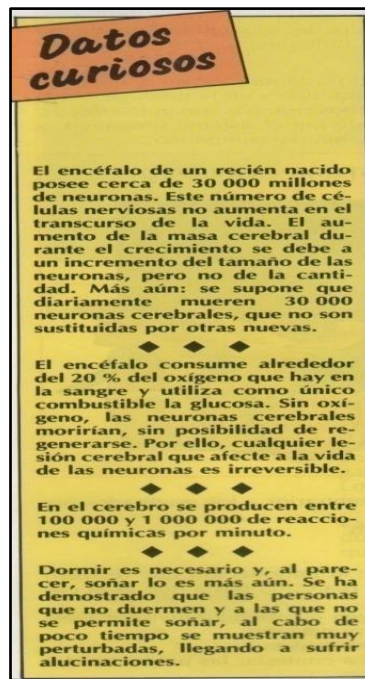 Datos
curiosos
El encéfalo de un recién nacido
posee cerca de 30 000 millones
de neuronas. Este número de cé-
lulas nerviosas no aumenta en el
transcurso de la vida. El au-
mento de la masa cerebral du-
rante el crecimiento se debe a
un incremento del tamaño de las
neuronas, pero no de la canti-
dad. Más aún: se supone que
diariamente mueren 30 000
neuronas cerebrales, que no son
sustituidas por otras nuevas.
El encéfalo consume alrededor
del 20 % del oxígeno que hay en
la sangre y utiliza como único
combustible la glucosa. Sin oxí-
geno, las neuronas cerebrales
morirían, sin posibilidad de re-
generarse. Por ello, cualquier le-
sión cerebral que afecte a la vida
de las neuronas es irreversible.
En el cerebro se producen entre
100 000 y 1 000 000 de reaccio-
nes químicas por minuto.
Dormir es necesario y, al pare-
cer, soñar lo es más aún. Se ha
demostrado que las personas
que no duermen y a las que no
se permite soñar, al cabo de
poco tiempo se muestran muy
perturbadas, llegando a sufrir
alucinaciones.